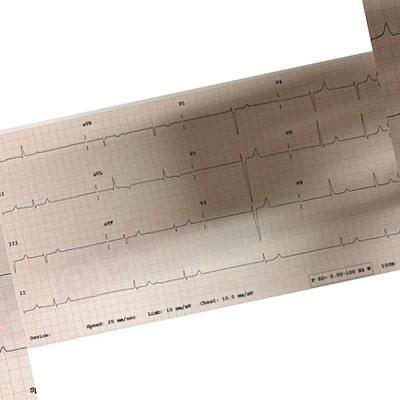 aVR V1 V4
II aVL V2 V5
III aVF V3 V6
II
Device: Speed: 25 mm/sec Limb: 10 mm/mV Chest: 10.0 mm/mV F 60~ 0.50-100 Hz W 100B